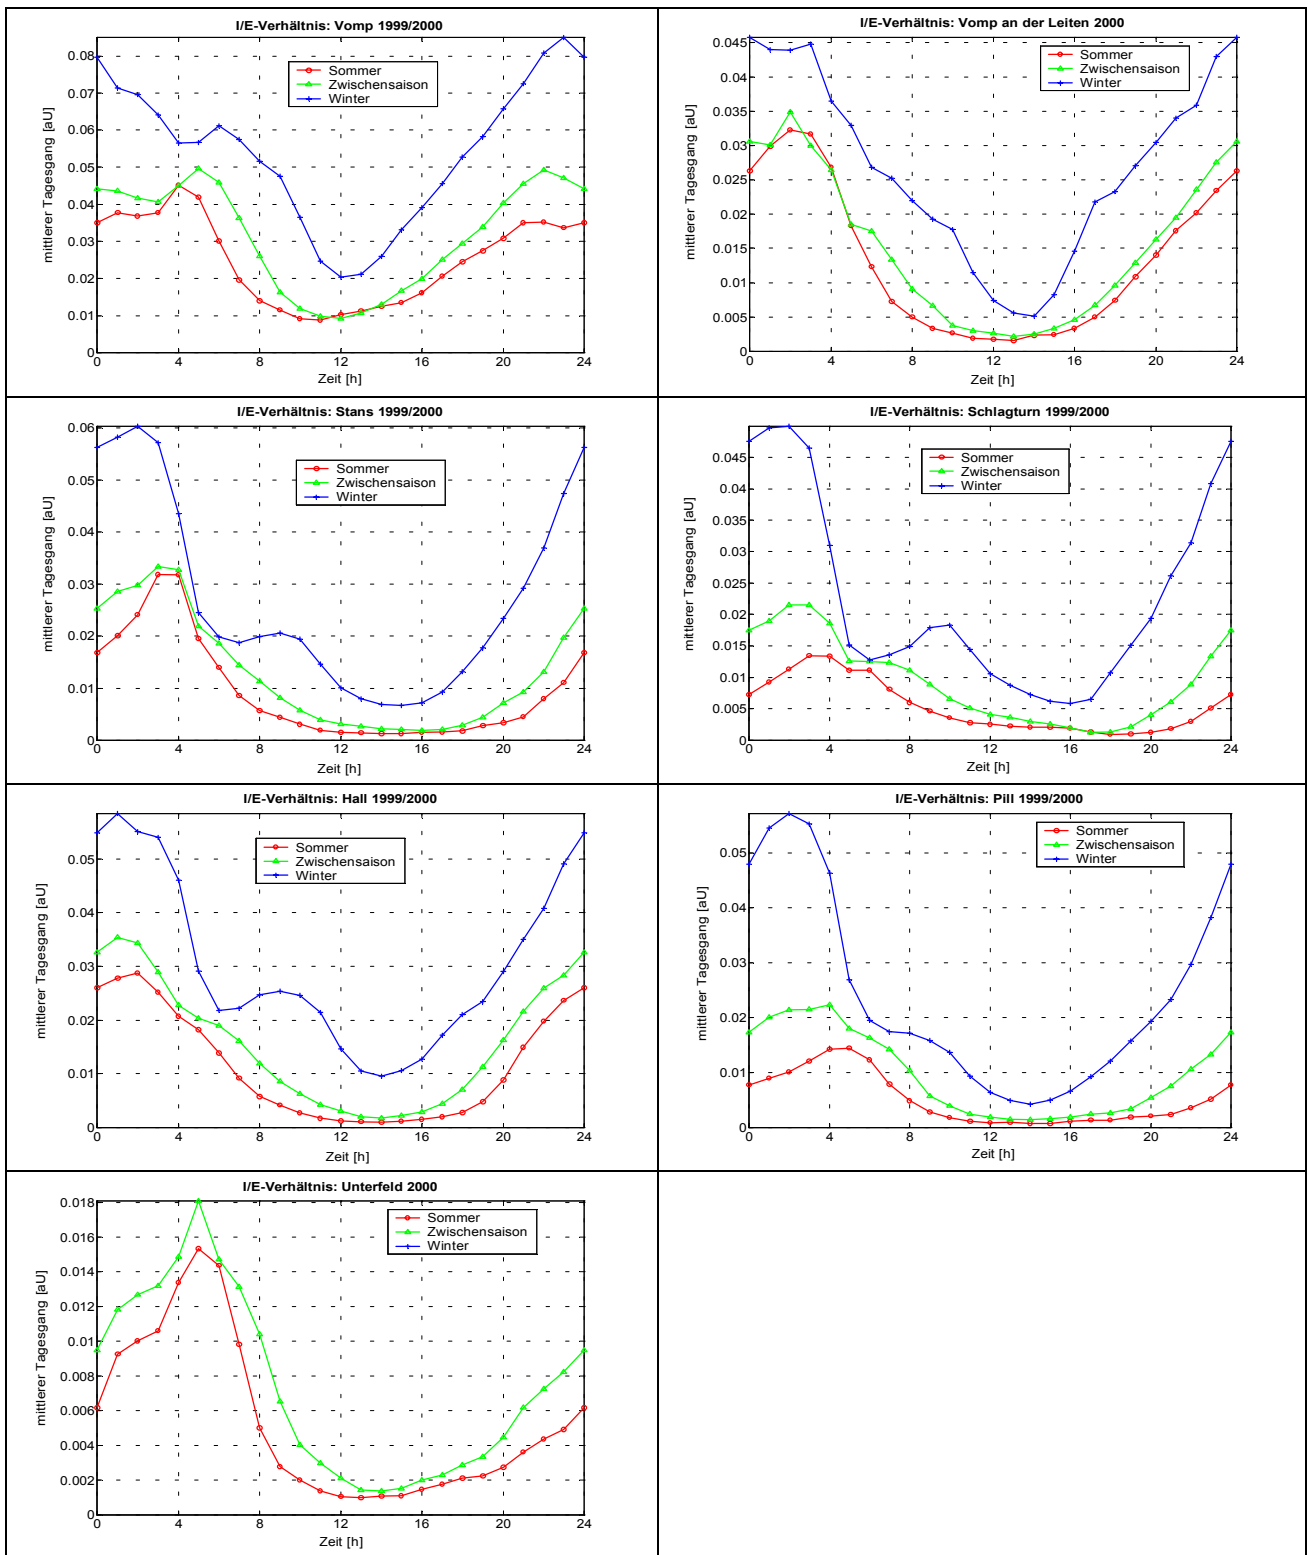 I/E-Verhältnis: Vomp 1999/2000
mittlerer Tagesgang [aU]
0.08
0.07
0.06
0.05
0.04
0.03
0.02
0.01
0
Sommer
Zwischensaison
Winter
0 4 8 12 16 20 24
Zeit [h]
I/E-Verhältnis: Vomp an der Leiten 2000
mittlerer Tagesgang [aU]
0.045
0.04
0.035
0.03
0.025
0.02
0.015
0.01
0.005
0
Sommer
Zwischensaison
Winter
0 4 8 12 16 20 24
Zeit [h]
I/E-Verhältnis: Stans 1999/2000
mittlerer Tagesgang [aU]
0.06
0.05
0.04
0.03
0.02
0.01
0
Sommer
Zwischensaison
Winter
0 4 8 12 16 20 24
Zeit [h]
I/E-Verhältnis: Schlagturn 1999/2000
mittlerer Tagesgang [aU]
0.045
0.04
0.035
0.03
0.025
0.02
0.015
0.01
0.005
0
Sommer
Zwischensaison
Winter
0 4 8 12 16 20 24
Zeit [h]
I/E-Verhältnis: Hall 1999/2000
mittlerer Tagesgang [aU]
0.05
0.04
0.03
0.02
0.01
0
Sommer
Zwischensaison
Winter
0 4 8 12 16 20 24
Zeit [h]
I/E-Verhältnis: Pill 1999/2000
mittlerer Tagesgang [aU]
0.05
0.04
0.03
0.02
0.01
0
Sommer
Zwischensaison
Winter
0 4 8 12 16 20 24
Zeit [h]
I/E-Verhältnis: Unterfeld 2000
mittlerer Tagesgang [aU]
0.018
0.016
0.014
0.012
0.01
0.008
0.006
0.004
0.002
0
Sommer
Zwischensaison
Winter
0 4 8 12 16 20 24
Zeit [h]